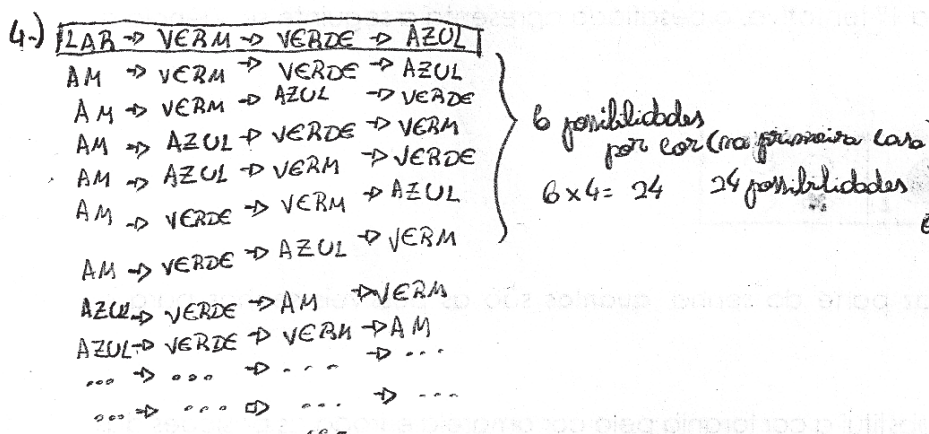 4-) LAR → VERM → VERDE → AZUL
AM → VERM → VERDE → AZUL
AM → VERM → AZUL → VERDE
AM → AZUL → VERDE → VERM
AM → AZUL → VERM → VERDE
AM → VERDE → VERM → AZUL
AM → VERDE → AZUL → VERM
AZUL → VERDE → AM → VERM
AZUL → VERDE → VERM → AM
... → ... → ... → ...
... → ... → ... → ...
6 possibilidades
por cor (na primeira casa
6 x 4 = 24 24 possibilidades